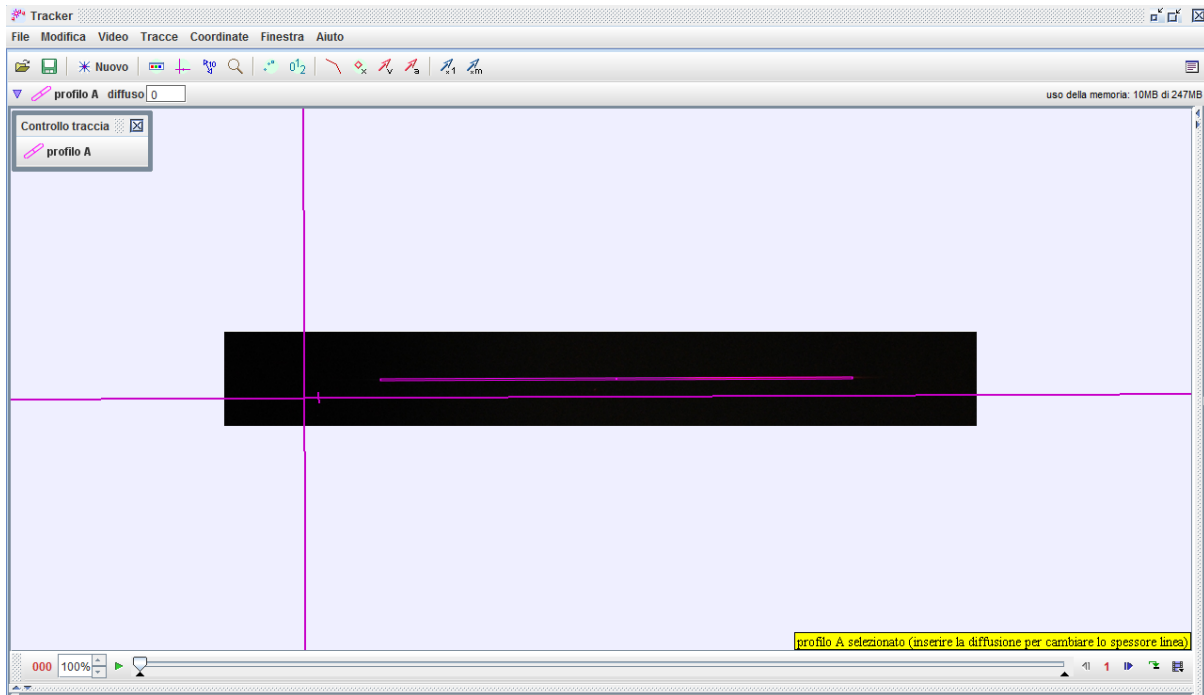 Tracker
File Modifica Video Tracce Coordinate Finestra Aiuto
Nuovo
profilo A diffuso 0 uso della memoria: 10MB di 247MB
Controllo traccia
profilo A
profilo A selezionato (inserire la diffusione per cambiare lo spessore linea)
000 100% 1